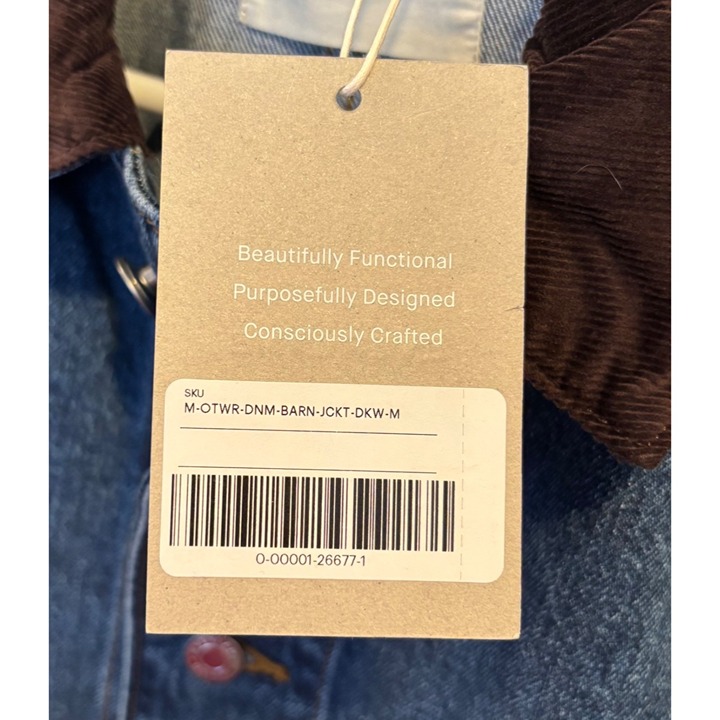 Beautifully Functional
Purposefully Designed
Consciously Crafted
SKU
M-OTWR-DNM-BARN-JCKT-DKW-M
0-00001-26677-1